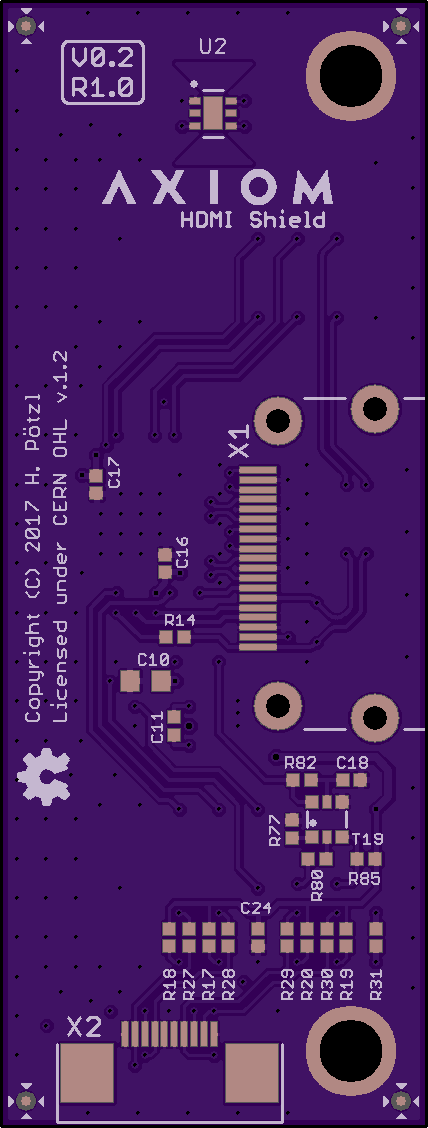 U2
V0.2
R1.0
AXIOM
HDMI Shield
Copyright (C) 2017 H. Pötzl
Licensed under CERN OHL v.1.2
X1
C17
C16
R14
C10
C11
R82 C18
R77
T19
R80
R85
C24
R18 R27 R17 R28 R29 R20 R30 R19 R31
X2